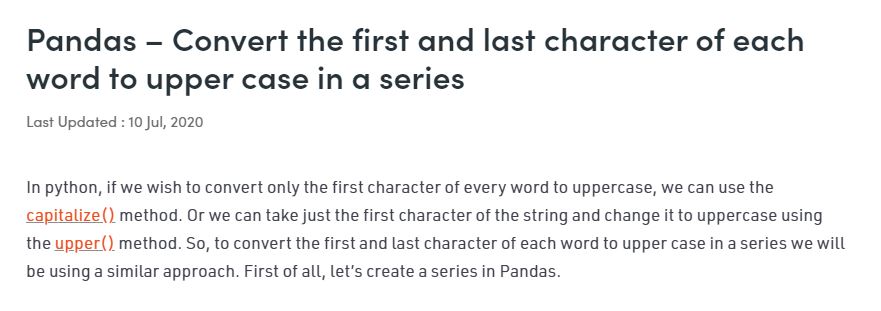 Pandas – Convert the first and last character of each
word to upper case in a series
Last Updated : 10 Jul, 2020
In python, if we wish to convert only the first character of every word to uppercase, we can use the
capitalize() method. Or we can take just the first character of the string and change it to uppercase using
the upper() method. So, to convert the first and last character of each word to upper case in a series we will
be using a similar approach. First of all, let’s create a series in Pandas.